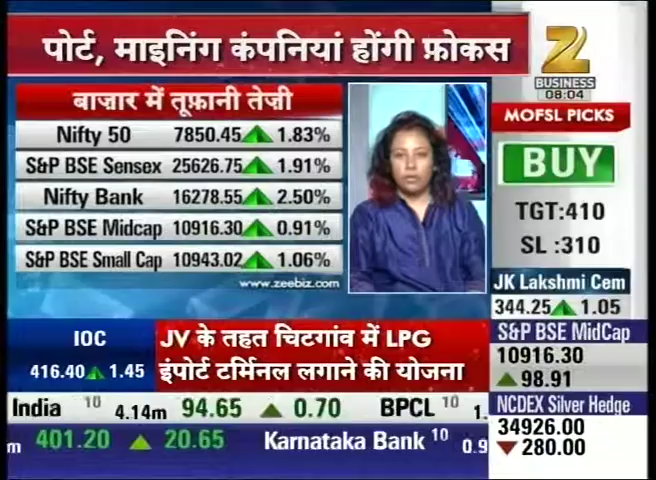 पोर्ट, माइनिंग कंपनियां होंगी फ़ोकस
Z
BUSINESS
08:04
बाज़ार में तूफ़ानी तेज़ी
Nifty 50 7850.45 1.83%
S&P BSE Sensex 25626.75 1.91%
Nifty Bank 16278.55 2.50%
S&P BSE Midcap 10916.30 0.91%
S&P BSE Small Cap 10943.02 1.06%
www.zeebiz.com
MOFSL PICKS
BUY
TGT:410
SL :310
JK Lakshmi Cem
344.25 1.05
IOC
416.40 1.45
JV के तहत चिटगांव में LPG
इंपोर्ट टर्मिनल लगाने की योजना
S&P BSE MidCap
10916.30
98.91
India 10 4.14m 94.65 0.70 BPCL 10 1.
m 401.20 20.65 Karnataka Bank 10 0.9
NCDEX Silver Hedge
34926.00
280.00